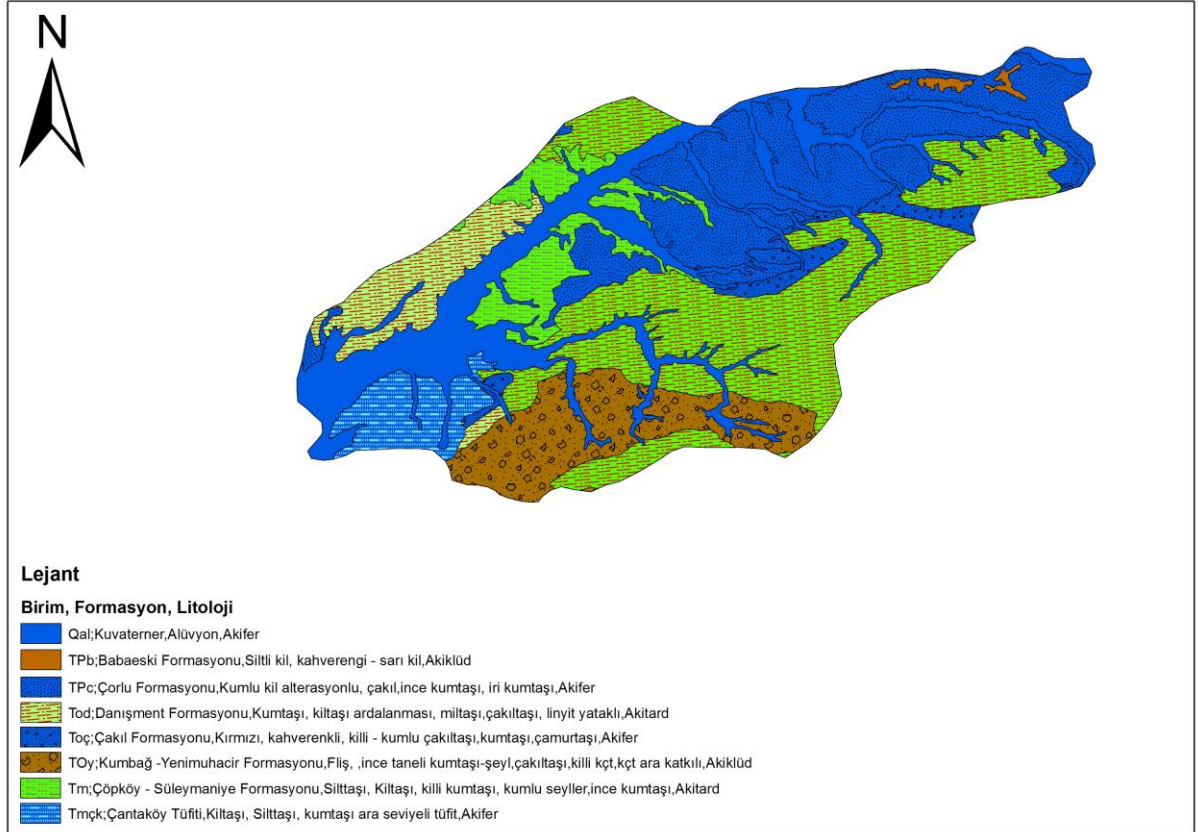 N
Lejant
Birim, Formasyon, Litoloji
Qal;Kuvaterner,Alüvyon,Akifer
TPb;Babaeski Formasyonu,Siltli kil, kahverengi - sarı kil,Akiklüd
TPc;Çorlu Formasyonu,Kumlu kil alterasyonlu, çakıl,ince kumtaşı, iri kumtaşı,Akifer
Tod;Danışment Formasyonu,Kumtaşı, kiltaşı ardalanması, miltaşı,çakıltaşı, linyit yataklı,Akitard
Toç;Çakıl Formasyonu,Kırmızı, kahverenkli, killi - kumlu çakıltaşı,kumtaşı,çamurtaşı,Akifer
TOy;Kumbağ -Yenimuhacir Formasyonu,Fliş, ,ince taneli kumtaşı-şeyl,çakıltaşı,killi kçt,kçt ara katkılı,Akiklüd
Tm;Çöpköy - Süleymaniye Formasyonu,Silttaşı, Kiltaşı, killi kumtaşı, kumlu seyller,ince kumtaşı,Akitard
Tmçk;Çantaköy Tüfiti,Kiltaşı, Silttaşı, kumtaşı ara seviyeli tüfit,Akifer